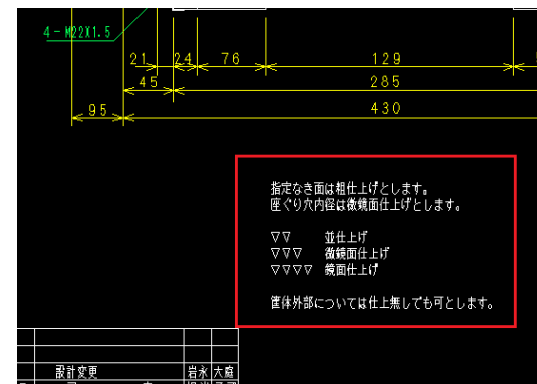 4-M22X1.5
21 24 76 129
45 285
95 430
指定なき面は粗仕上げとします。
座ぐり穴内径は微鏡面仕上げとします。
▽▽ 並仕上げ
▽▽▽ 微鏡面仕上げ
▽▽▽▽ 鏡面仕上げ
筐体外部については仕上無しでも可とします。
設計変更 岩永 大庭